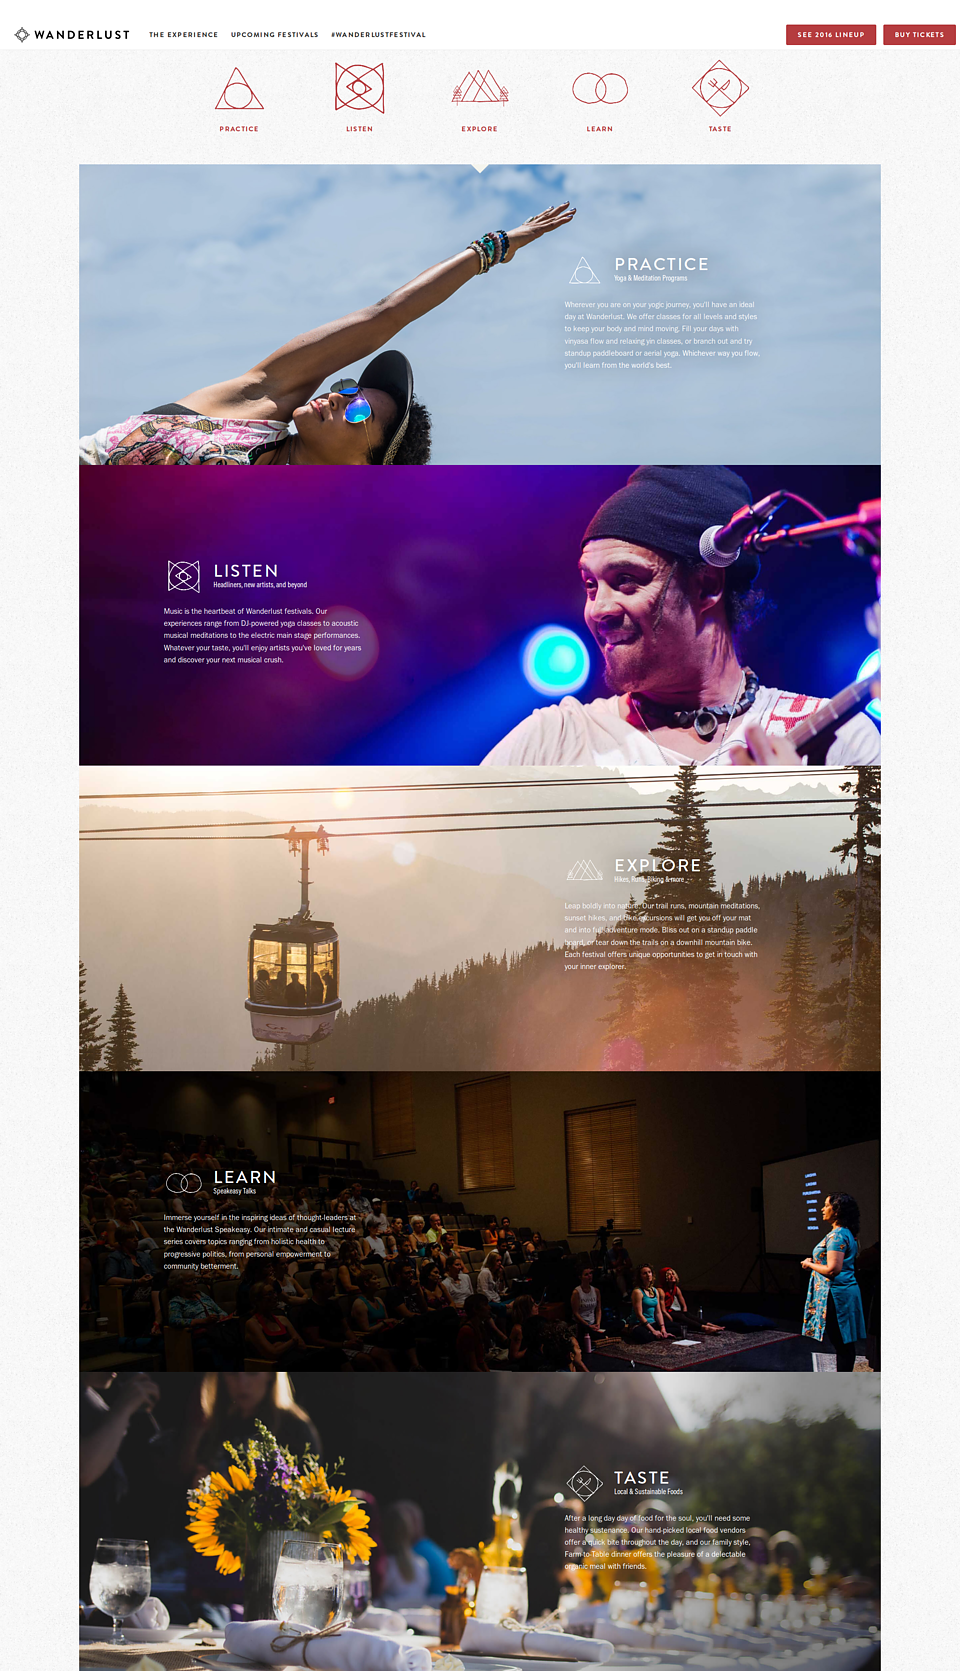 WANDERLUST
THE EXPERIENCE
UPCOMING FESTIVALS
#WANDERLUSTFESTIVAL
SEE 2016 LINEUP
BUY TICKETS
PRACTICE
LISTEN
EXPLORE
LEARN
TASTE
PRACTICE
Yoga & Meditation Programs
Wherever you are on your yogic journey, you'll have an ideal
day at Wanderlust. We offer classes for all levels and styles
to keep your body and mind moving. Fill your days with
vinyasa flow and relaxing yin classes, or branch out and try
standup paddleboard or aerial yoga. Whichever way you flow,
you'll learn from the world's best.
LISTEN
Headliners, new artists, and beyond
Music is the heartbeat of Wanderlust festivals. Our
experiences range from DJ-powered yoga classes to acoustic
musical meditations to the electric main stage performances.
Whatever your taste, you'll enjoy artists you've loved for years
and discover your next musical crush.
EXPLORE
Hikes, Runs, Biking & more
Leap boldly into nature. Our trail runs, mountain meditations,
sunset hikes, and bike excursions will get you off your mat
and into full adventure mode. Bliss out on a standup paddle
board, or tear down the trails on a downhill mountain bike.
Each festival offers unique opportunities to get in touch with
your inner explorer.
LEARN
Speakeasy Talks
Immerse yourself in the inspiring ideas of thought-leaders at
the Wanderlust Speakeasy. Our intimate and casual lecture
series covers topics ranging from holistic health to
progressive politics, from personal empowerment to
community betterment.
TASTE
Local & Sustainable Foods
After a long day day of food for the soul, you'll need some
healthy sustenance. Our hand-picked local food vendors
offer a quick bite throughout the day, and our family style,
Farm-to-Table dinner offers the pleasure of a delectable
organic meal with friends.